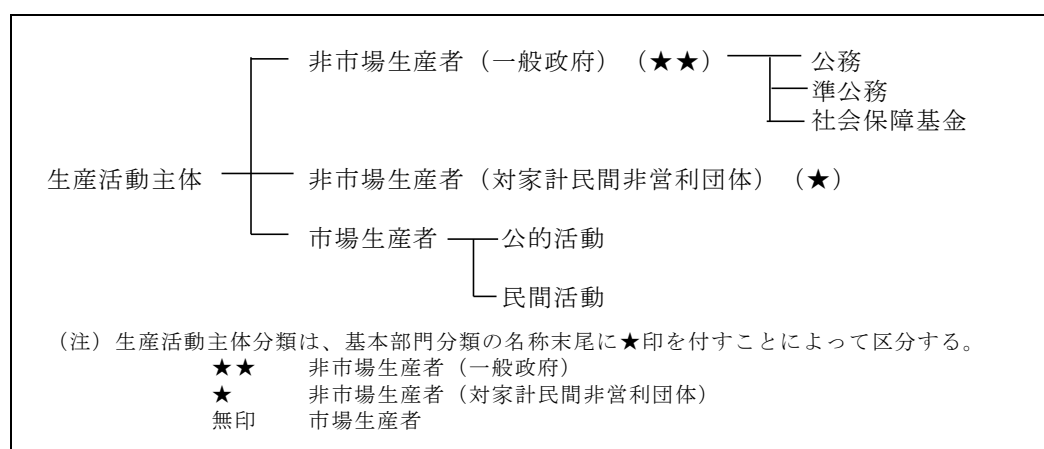 非市場生産者（一般政府）（★★）公務
準公務
社会保障基金
生産活動主体 非市場生産者（対家計民間非営利団体）（★）
市場生産者 公的活動
民間活動
（注）生産活動主体分類は、基本部門分類の名称末尾に★印を付すことによって区分する。
★★ 非市場生産者（一般政府）
★ 非市場生産者（対家計民間非営利団体）
無印 市場生産者